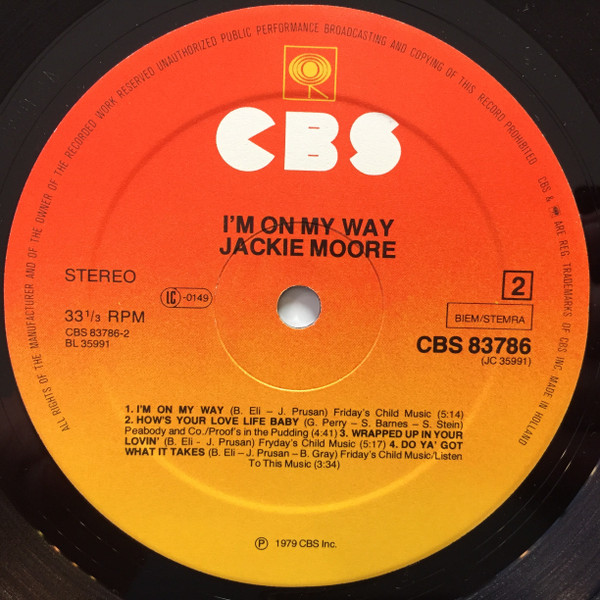 ALL RIGHTS OF THE MANUFACTURER AND OF THE OWNER OF THE RECORDED WORK RESERVED UNAUTHORIZED PUBLIC PERFORMANCE BROADCASTING AND COPYING OF THIS RECORD PROHIBITED CBS & ARE REG. TRADEMARKS OF CBS INC. MADE IN HOLLAND
CBS
I'M ON MY WAY
JACKIE MOORE
STEREO
LC -0149
2
33 1/3 RPM
BIEM/STEMRA
CBS 83786-2
BL 35991
CBS 83786
(JC 35991)
1. I'M ON MY WAY (B. Eli – J. Prusan) Friday's Child Music (5:14)
2. HOW'S YOUR LOVE LIFE BABY (G. Perry – S. Barnes – S. Stein)
Peabody and Co./Proof's in the Pudding (4:41) 3. WRAPPED UP IN YOUR
LOVIN' (B. Eli - J. Prusan) Fryday's Child Music (5:17) 4. DO YA' GOT
WHAT IT TAKES (B. Eli – J. Prusan – B. Gray) Friday's Child Music/Listen
To This Music (3:34)
℗ 1979 CBS Inc.